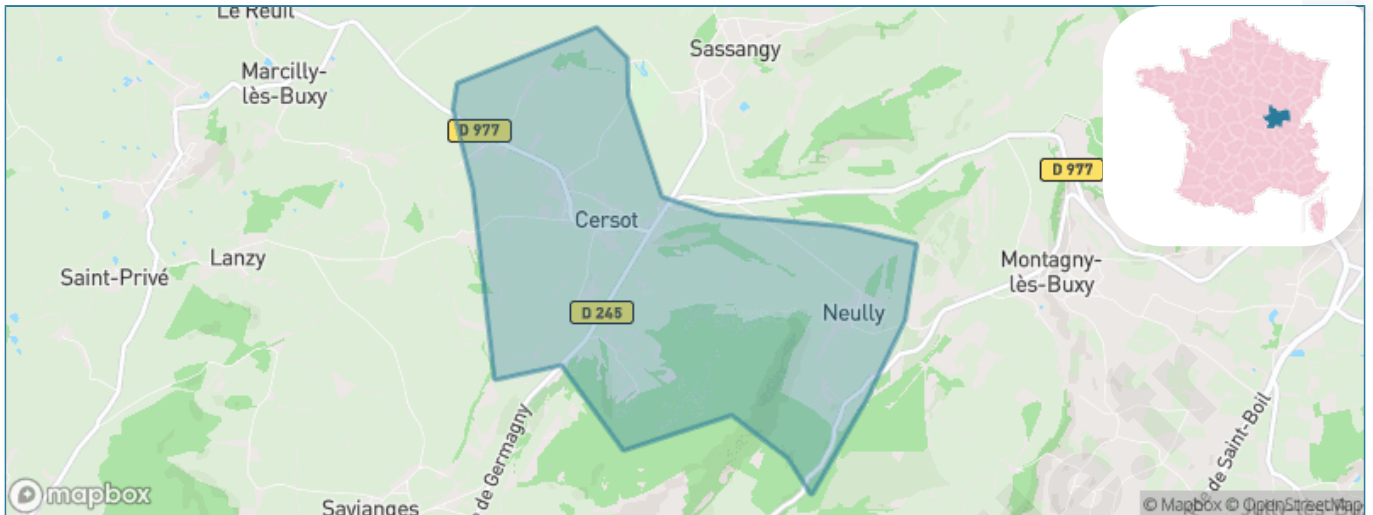 Le Reuil
Sassangy
Marcilly-
lès-Buxy
D 977
D 977
Cersot
Lanzy
Saint-Privé
Montagny-
lès-Buxy
D 245
Neully
de Germagny
de Saint-Boil
mapbox
Savianges
© Mapbox © OpenStreetMap